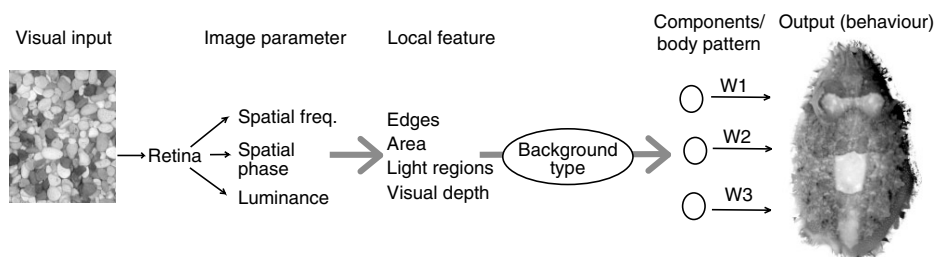 Visual input
Image parameter
Local feature
Components/
body pattern
Output (behaviour)
Retina
Spatial freq.
Spatial
phase
Luminance
Edges
Area
Light regions
Visual depth
Background
type
W1
W2
W3